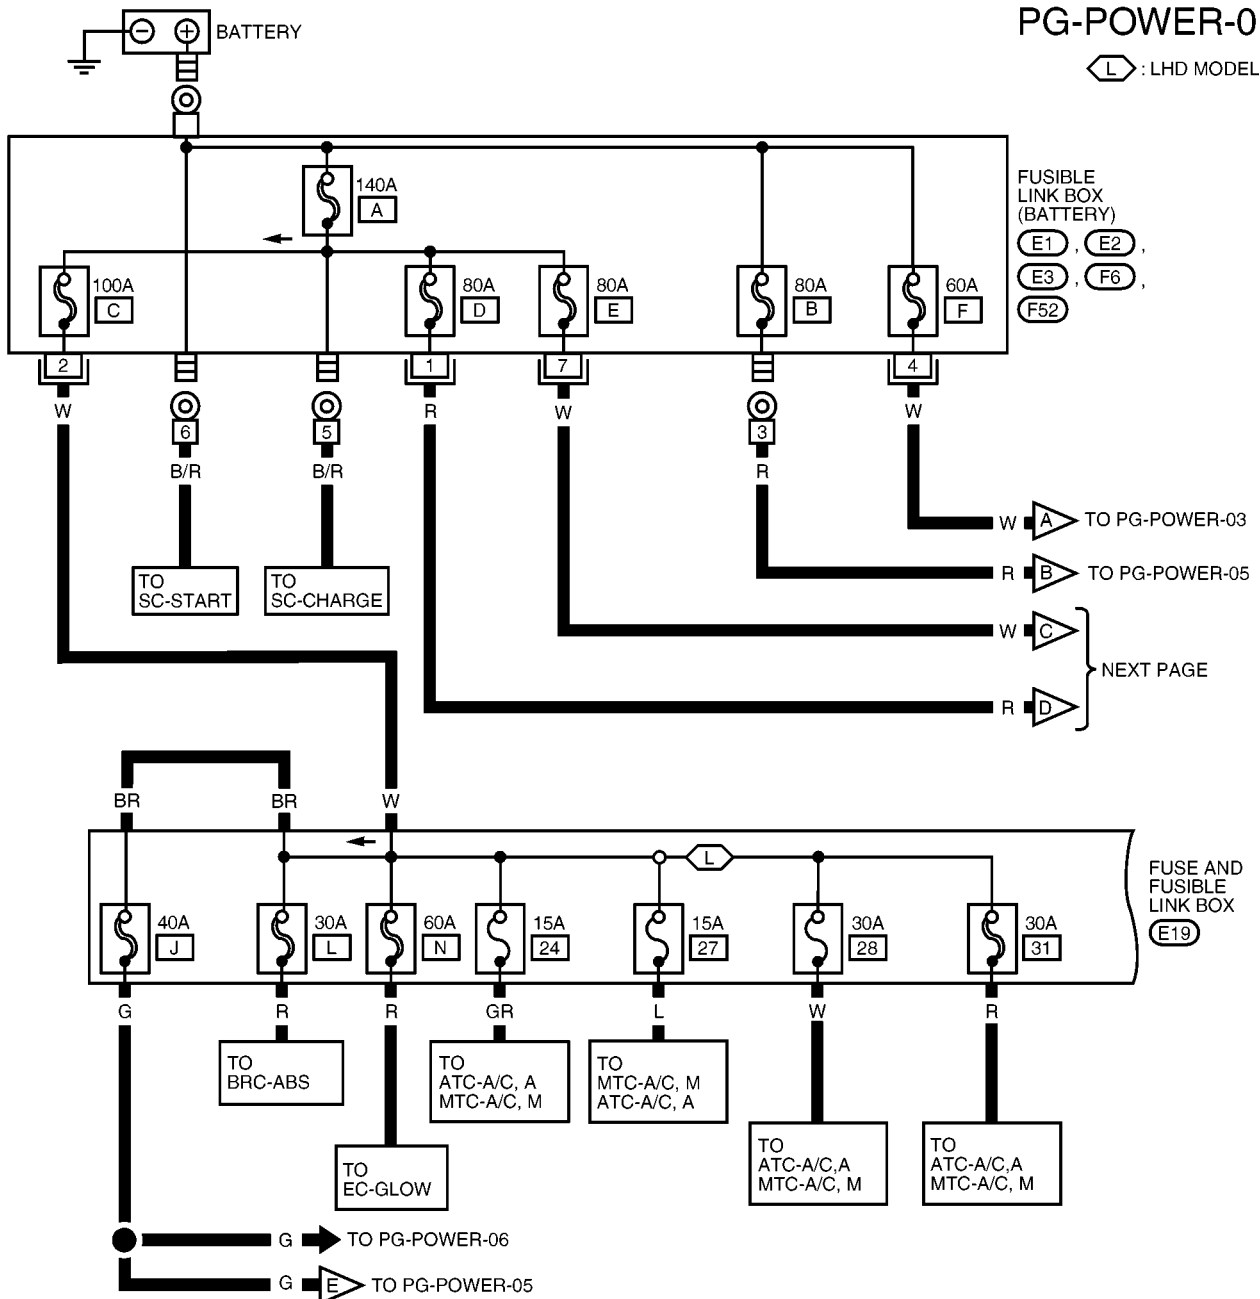 PG-POWER-0
L : LHD MODEL
− + BATTERY
FUSIBLE
LINK BOX
(BATTERY)
E1 , E2 ,
E3 , F6 ,
F52
140A
A
100A
C
80A
D
80A
E
80A
B
60A
F
2
1
7
4
6
5
3
W
R
W
W
B/R
B/R
R
TO
SC-START
TO
SC-CHARGE
W A TO PG-POWER-03
R B TO PG-POWER-05
W C
NEXT PAGE
R D
BR
BR
W
L
FUSE AND
FUSIBLE
LINK BOX
E19
40A
J
30A
L
60A
N
15A
24
15A
27
30A
28
30A
31
G
R
R
GR
L
W
R
TO
BRC-ABS
TO
EC-GLOW
TO
ATC-A/C, A
MTC-A/C, M
TO
MTC-A/C, M
ATC-A/C, A
TO
ATC-A/C,A
MTC-A/C, M
TO
ATC-A/C,A
MTC-A/C, M
G TO PG-POWER-06
G E TO PG-POWER-05